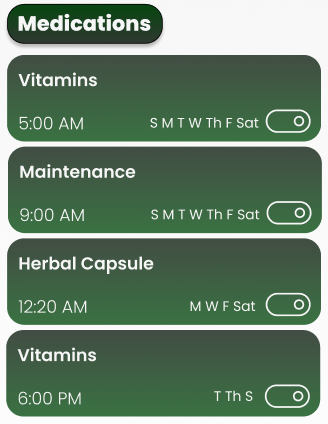 Medications
Vitamins
5:00 AM S M T W Th F Sat
Maintenance
9:00 AM S M T W Th F Sat
Herbal Capsule
12:20 AM M W F Sat
Vitamins
6:00 PM T Th S